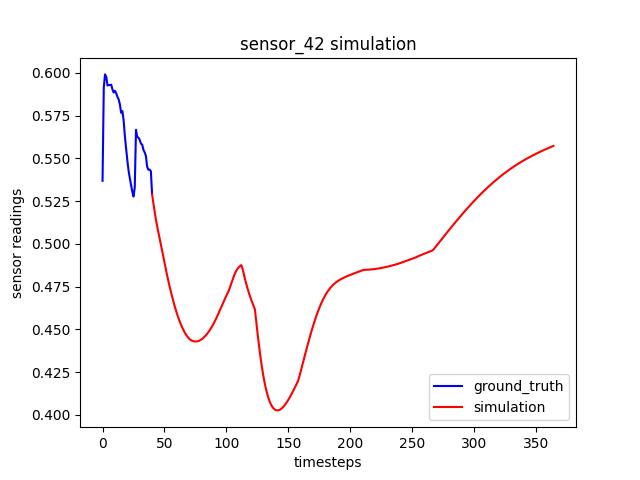 sensor_42 simulation
0.600
0.575
0.550
0.525
0.500
0.475
0.450
0.425
0.400
sensor readings
0 50 100 150 200 250 300 350
timesteps
ground_truth
simulation